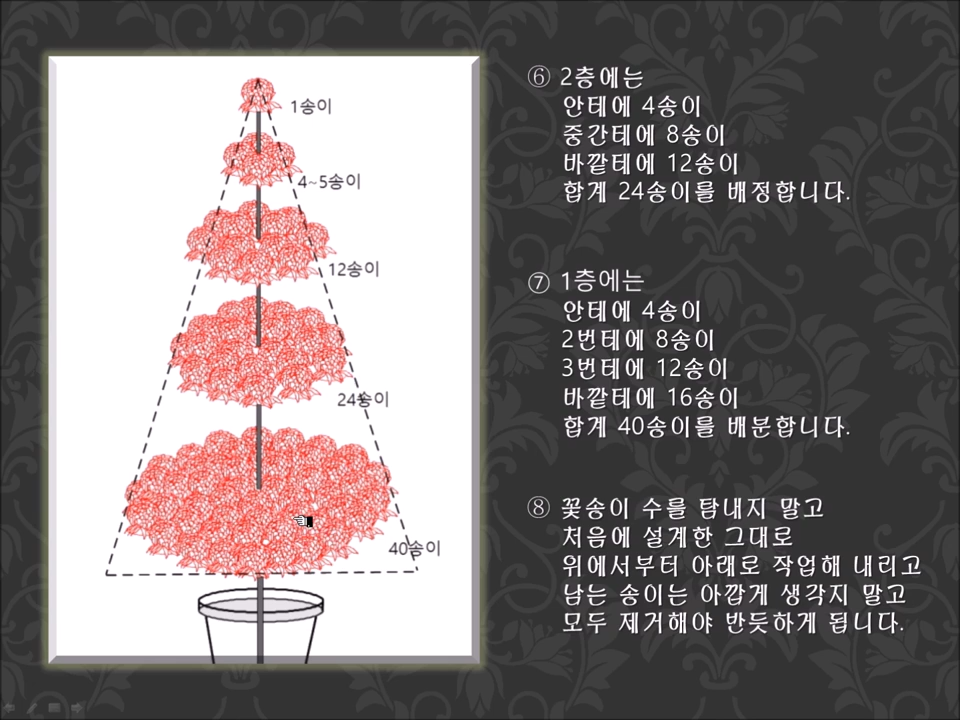 1송이
4~5송이
12송이
24송이
40송이
⑥ 2층에는
안테에 4송이
중간테에 8송이
바깥테에 12송이
합계 24송이를 배정합니다.
⑦ 1층에는
안테에 4송이
2번테에 8송이
3번테에 12송이
바깥테에 16송이
합계 40송이를 배분합니다.
⑧ 꽃송이 수를 탐내지 말고
처음에 설계한 그대로
위에서부터 아래로 작업해 내리고
남는 송이는 아깝게 생각지 말고
모두 제거해야 반듯하게 됩니다.